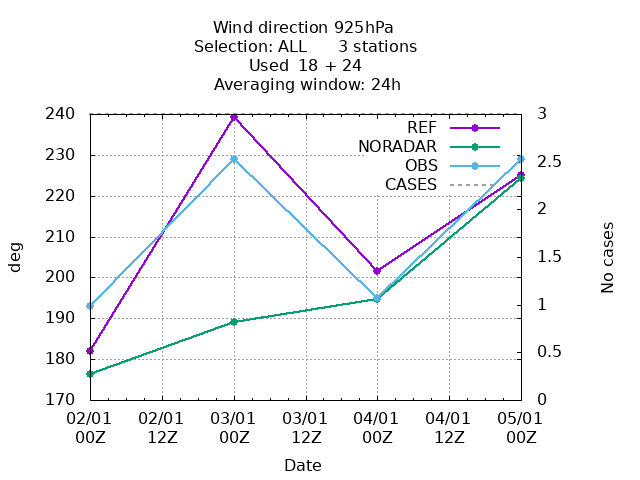 Wind direction 925hPa
Selection: ALL 3 stations
Used 18 + 24
Averaging window: 24h
240
230
220
210
200
190
180
170
deg
3
2.5
2
1.5
1
0.5
0
No cases
REF
NORADAR
OBS
CASES
02/01 02/01 03/01 03/01 04/01 04/01 05/01
00Z 12Z 00Z 12Z 00Z 12Z 00Z
Date